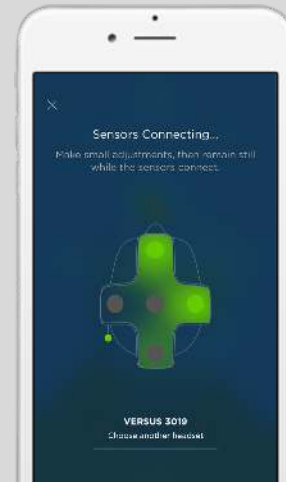 Sensors Connecting...
Make small adjustments, then remain still
while the sensors connect.
VERSUS 3019
Choose another headset